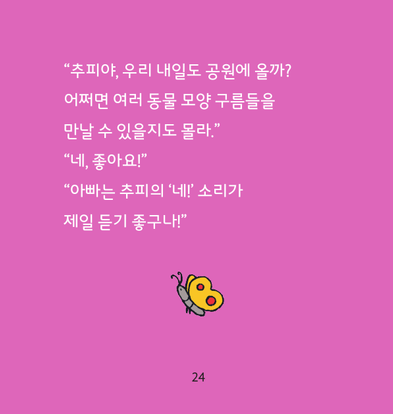 “추피야, 우리 내일도 공원에 올까?
어쩌면 여러 동물 모양 구름들을
만날 수 있을지도 몰라.”
“네, 좋아요!”
“아빠는 추피의 ‘네!’ 소리가
제일 듣기 좋구나!”
24